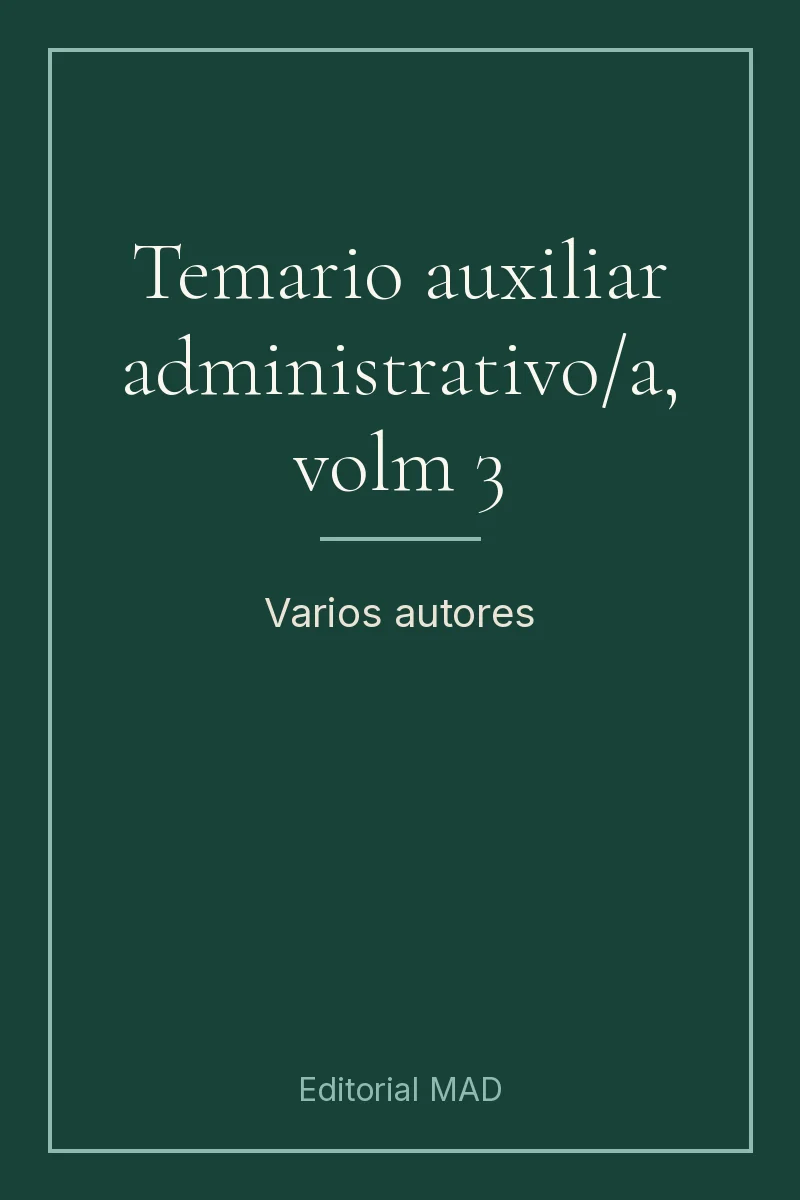 Temario auxiliar
administrativo/a,
volm 3
Varios autores
Editorial MAD